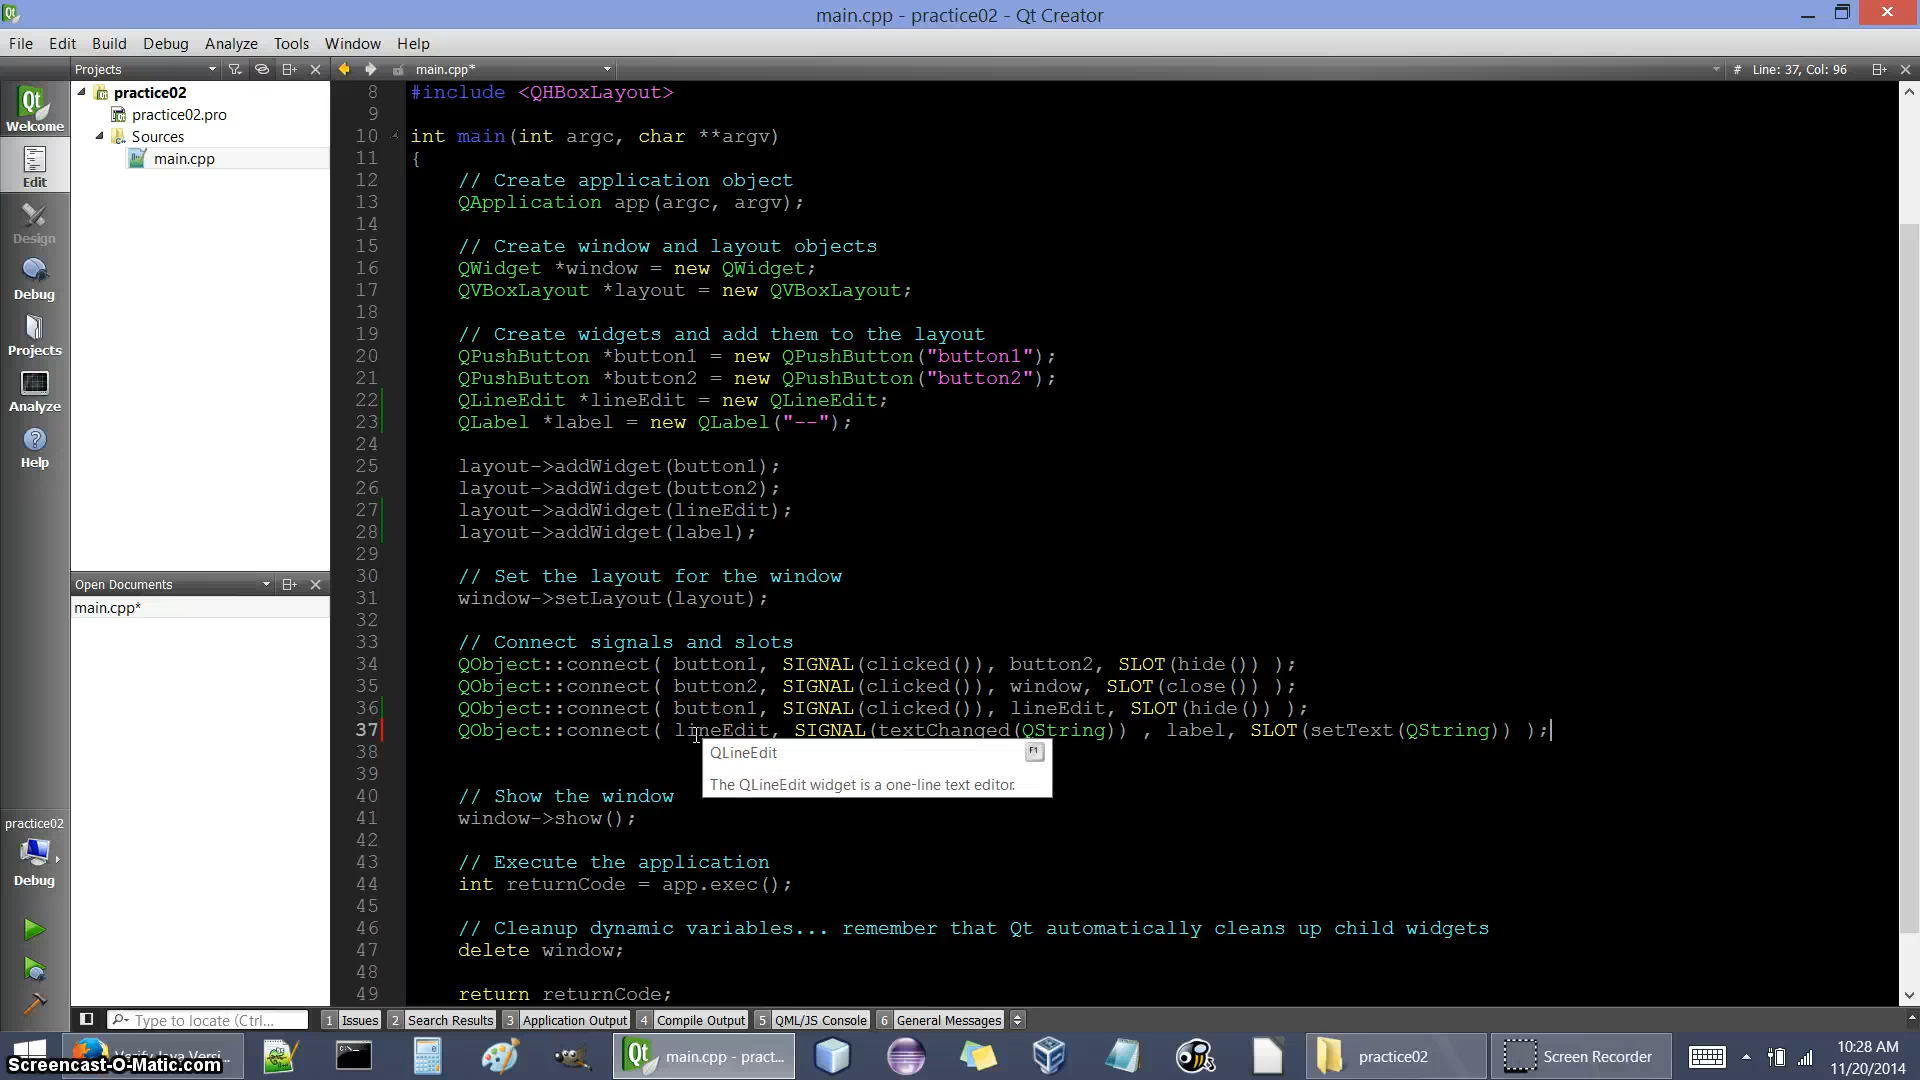 main.cpp - practice02 - Qt Creator
File Edit Build Debug Analyze Tools Window Help
Projects
main.cpp*
# Line: 37, Col: 96
practice02
practice02.pro
Sources
main.cpp
Welcome
Edit
Design
Debug
Projects
Analyze
Help
Open Documents
main.cpp*
practice02
Debug
8 #include <QHBoxLayout>
9
10 int main(int argc, char **argv)
11 {
12 // Create application object
13 QApplication app(argc, argv);
14
15 // Create window and layout objects
16 QWidget *window = new QWidget;
17 QVBoxLayout *layout = new QVBoxLayout;
18
19 // Create widgets and add them to the layout
20 QPushButton *button1 = new QPushButton("button1");
21 QPushButton *button2 = new QPushButton("button2");
22 QLineEdit *lineEdit = new QLineEdit;
23 QLabel *label = new QLabel("--");
24
25 layout->addWidget(button1);
26 layout->addWidget(button2);
27 layout->addWidget(lineEdit);
28 layout->addWidget(label);
29
30 // Set the layout for the window
31 window->setLayout(layout);
32
33 // Connect signals and slots
34 QObject::connect( button1, SIGNAL(clicked()), button2, SLOT(hide()) );
35 QObject::connect( button2, SIGNAL(clicked()), window, SLOT(close()) );
36 QObject::connect( button1, SIGNAL(clicked()), lineEdit, SLOT(hide()) );
37 QObject::connect( lineEdit, SIGNAL(textChanged(QString)) , label, SLOT(setText(QString)) );
38
QLineEdit F1
39
The QLineEdit widget is a one-line text editor.
40 // Show the window
41 window->show();
42
43 // Execute the application
44 int returnCode = app.exec();
45
46 // Cleanup dynamic variables... remember that Qt automatically cleans up child widgets
47 delete window;
48
49 return returnCode;
Type to locate (Ctrl...
1 Issues 2 Search Results 3 Application Output 4 Compile Output 5 QML/JS Console 6 General Messages
Verify Java Versi...
main.cpp - pract...
practice02
Screen Recorder
10:28 AM
11/20/2014
Screencast-O-Matic.com